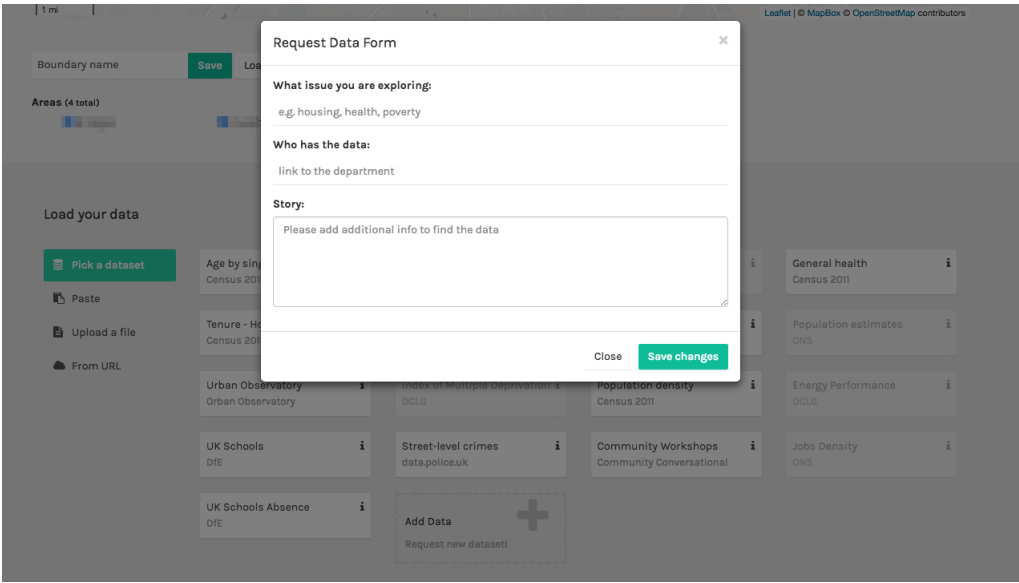 1 mi
Leaflet | © MapBox © OpenStreetMap contributors
Request Data Form ×
Boundary name Save Loa
What issue you are exploring:
e.g. housing, health, poverty
Areas (4 total)
Who has the data:
link to the department
Story:
Please add additional info to find the data
Load your data
Pick a dataset
Paste
Upload a file
From URL
Age by sing
Census 201
General health
Census 2011
Tenure - Ho
Census 201
Population estimates
ONS
Close Save changes
Urban Observatory
Orban Observatory
Index of Multiple Deprivation
DCLG
Population density
Census 2011
Energy Performance
DCLG
UK Schools
DfE
Street-level crimes
data.police.uk
Community Workshops
Community Conversational
Jobs Density
ONS
UK Schools Absence
DfE
Add Data
Request new dataset!